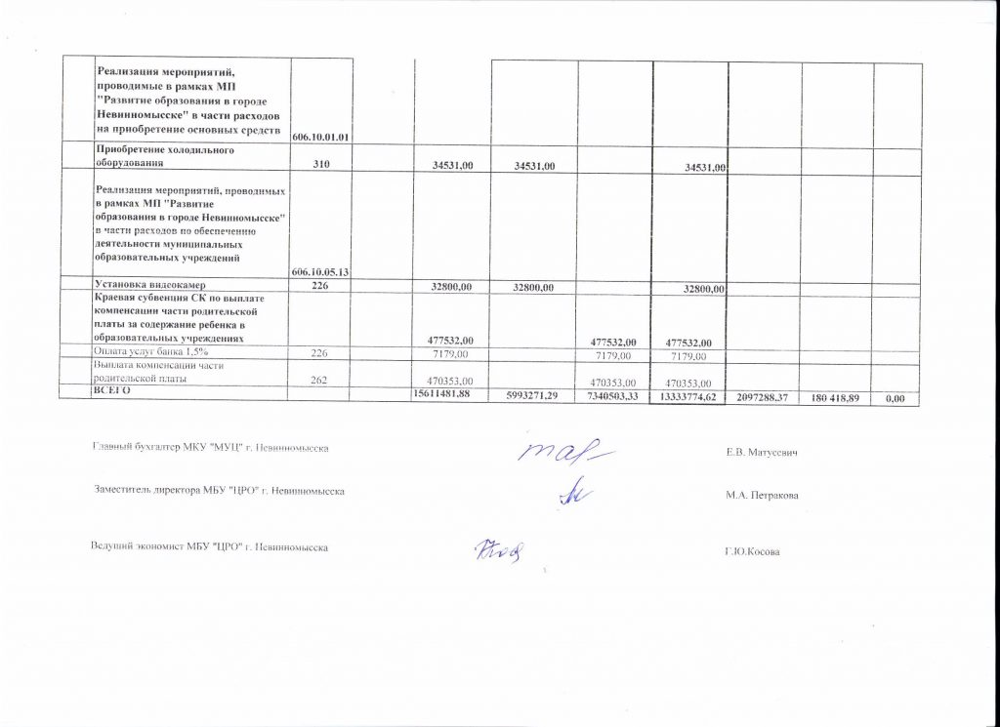 Реализация мероприятий,
проводимые в рамках МП
"Развитие образования в городе
Невинномысске" в части расходов
на приобретение основных средств
606.10.01.01
Приобретение холодильного
оборудования 310 34531,00 34531,00 34531,00
Реализация мероприятий, проводимых
в рамках МП "Развитие
образования в городе Невинномысске"
в части расходов по обеспечению
деятельности муниципальных
образовательных учреждений
606.10.05.13
Установка видеокамер 226 32800,00 32800,00 32800,00
Краевая субвенция СК по выплате
компенсации части родительской
платы за содержание ребенка в
образовательных учреждениях 477532,00 477532,00 477532,00
Оплата услуг банка 1,5% 226 7179,00 7179,00 7179,00
Выплата компенсации части
родительской платы 262 470353,00 470353,00 470353,00
ВСЕГО 15611481,88 5993271,29 7340503,33 13333774,62 2097288,37 180 418,89 0,00
Главный бухгалтер МКУ "МУЦ" г. Невинномысска Е.В. Матусевич
Заместитель директора МБУ "ЦРО" г. Невинномысска М.А. Петракова
Ведущий экономист МБУ "ЦРО" г. Невинномысска Г.Ю.Косова